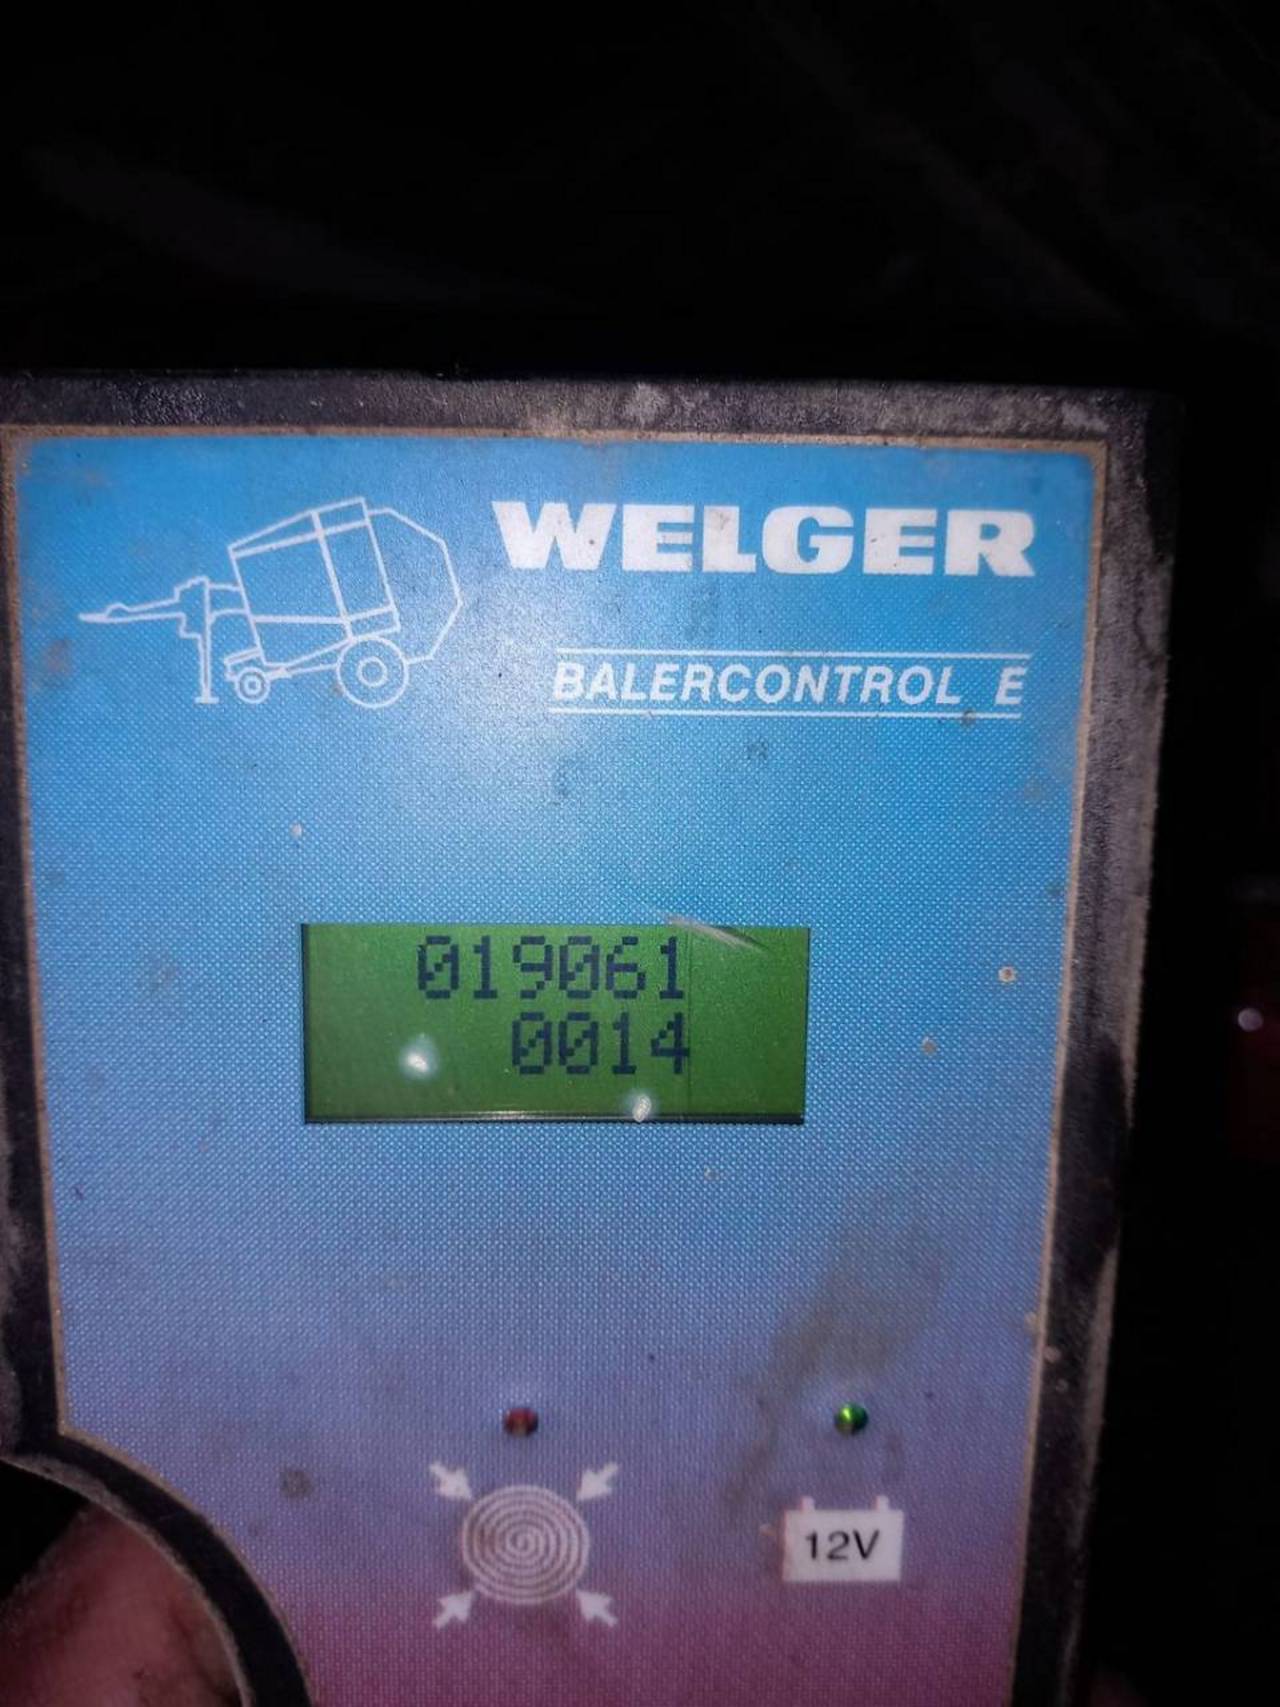 WELGER
BALERCONTROL E
019061
0014
12V